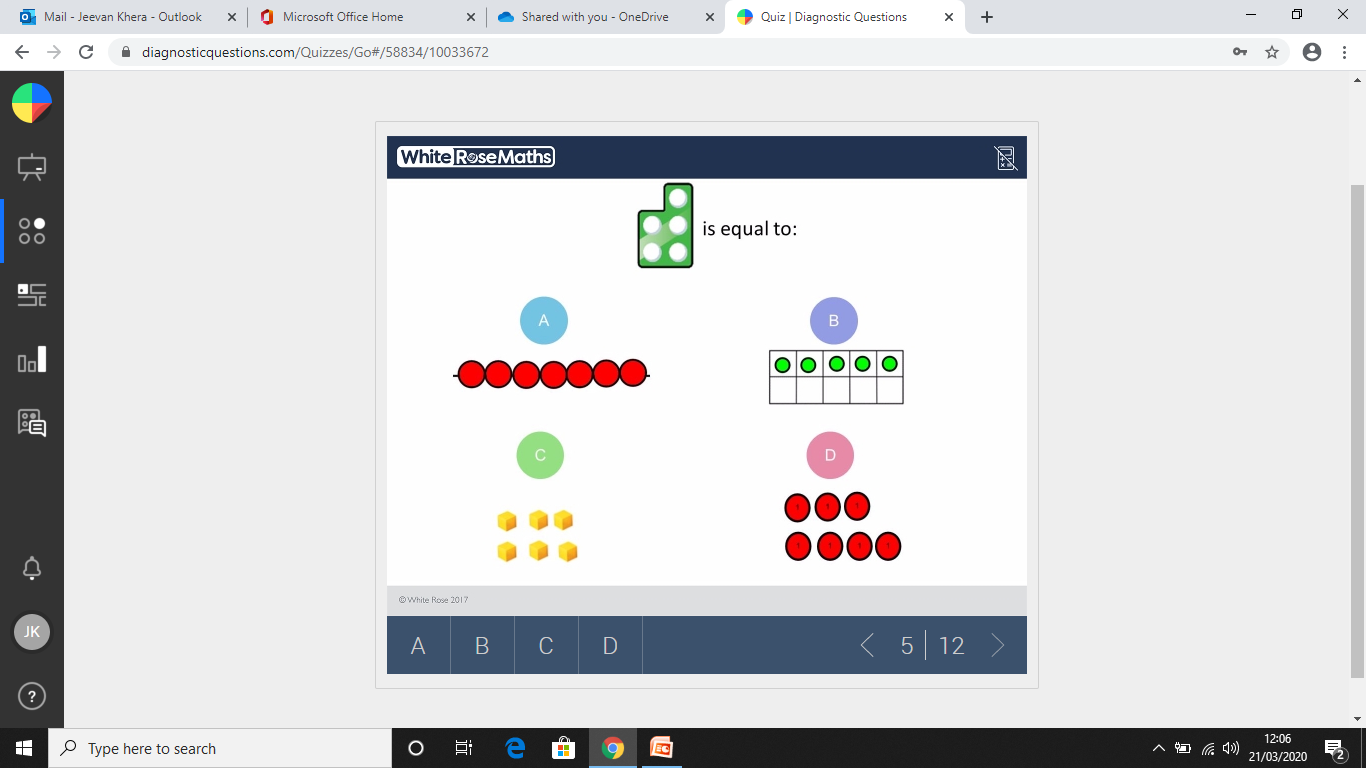 Mail - Jeevan Khera - Outlook
Microsoft Office Home
Shared with you - OneDrive
Quiz | Diagnostic Questions
diagnosticquestions.com/Quizzes/Go#/58834/10033672
White Rose Maths
is equal to:
A
B
C
D
© White Rose 2017
A B C D 5 12
JK
?
Type here to search
12:06
21/03/2020
2